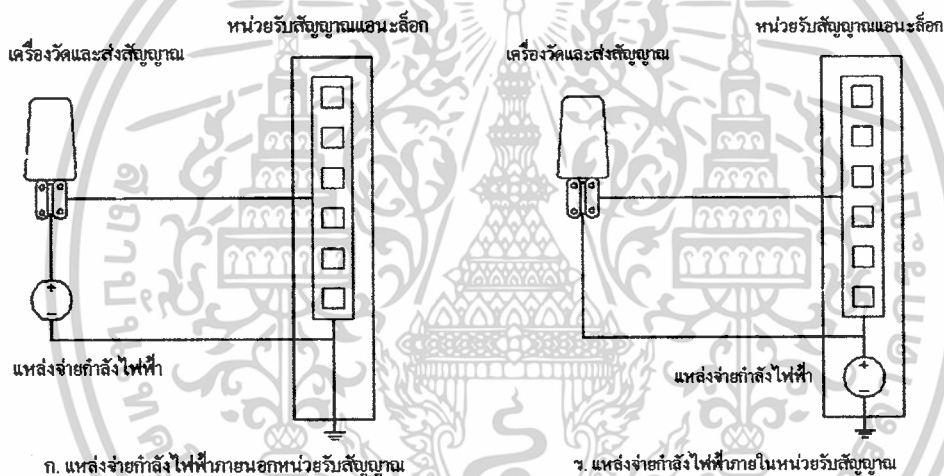 หน่วยรับสัญญาณแอนะล็อก
เครื่องวัดและส่งสัญญาณ
+
−
แหล่งจ่ายกำลังไฟฟ้า
ก. แหล่งจ่ายกำลังไฟฟ้าภายนอกหน่วยรับสัญญาณ
หน่วยรับสัญญาณแอนะล็อก
เครื่องวัดและส่งสัญญาณ
แหล่งจ่ายกำลังไฟฟ้า
+
−
ข. แหล่งจ่ายกำลังไฟฟ้าภายในหน่วยรับสัญญาณ